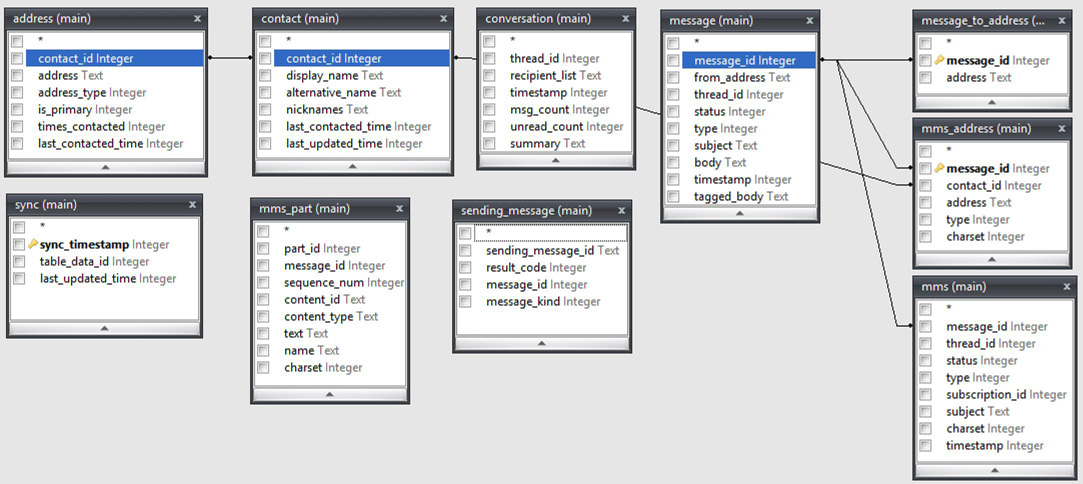 address (main) x
*
contact_id Integer
address Text
address_type Integer
is_primary Integer
times_contacted Integer
last_contacted_time Integer
contact (main) x
*
contact_id Integer
display_name Text
alternative_name Text
nicknames Text
last_contacted_time Integer
last_updated_time Integer
conversation (main) x
*
thread_id Integer
recipient_list Text
timestamp Integer
msg_count Integer
unread_count Integer
summary Text
message (main) x
*
message_id Integer
from_address Text
thread_id Integer
status Integer
type Integer
subject Text
body Text
timestamp Integer
tagged_body Text
message_to_address (... x
*
message_id Integer
address Text
mms_address (main) x
*
message_id Integer
contact_id Integer
address Text
type Integer
charset Integer
sync (main) x
*
sync_timestamp Integer
table_data_id Integer
last_updated_time Integer
mms_part (main) x
*
part_id Integer
message_id Integer
sequence_num Integer
content_id Text
content_type Text
text Text
name Text
charset Integer
sending_message (main) x
*
sending_message_id Text
result_code Integer
message_id Integer
message_kind Integer
mms (main) x
*
message_id Integer
thread_id Integer
status Integer
type Integer
subscription_id Integer
subject Text
charset Integer
timestamp Integer